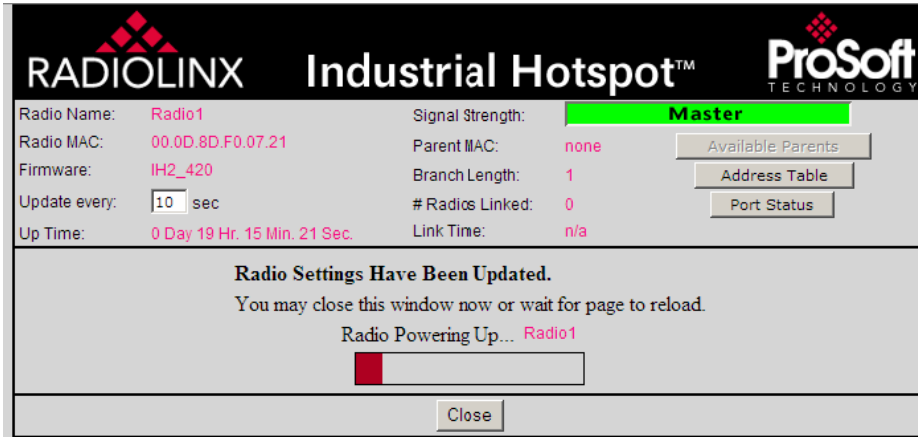 RADIOLINX Industrial Hotspot™ ProSoft
TECHNOLOGY
Radio Name: Radio1 Signal Strength: Master
Radio MAC: 00.0D.8D.F0.07.21 Parent MAC: none Available Parents
Firmware: IH2_420 Branch Length: 1 Address Table
Update every: 10 sec # Radios Linked: 0 Port Status
Up Time: 0 Day 19 Hr. 15 Min. 21 Sec. Link Time: n/a
Radio Settings Have Been Updated.
You may close this window now or wait for page to reload.
Radio Powering Up... Radio1
Close